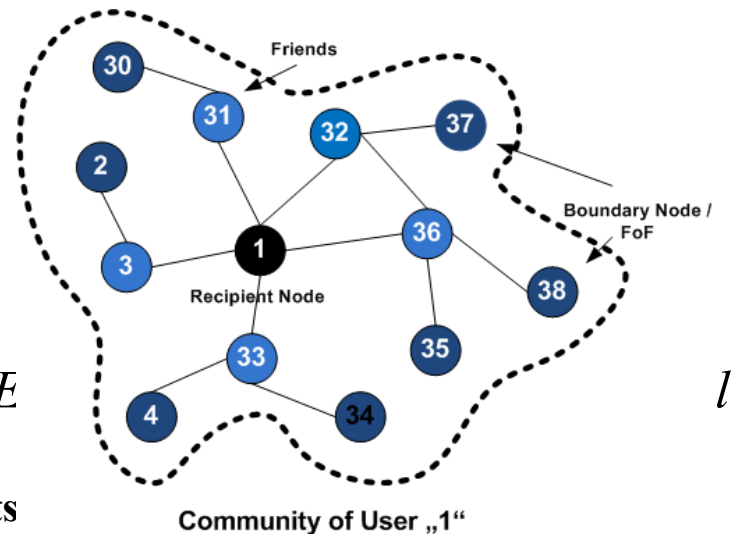 30
Friends
31
32
37
2
Boundary Node /
FoF
36
1
3
38
Recipient Node
33
35
E
l
4
34
ts
Community of User „1“